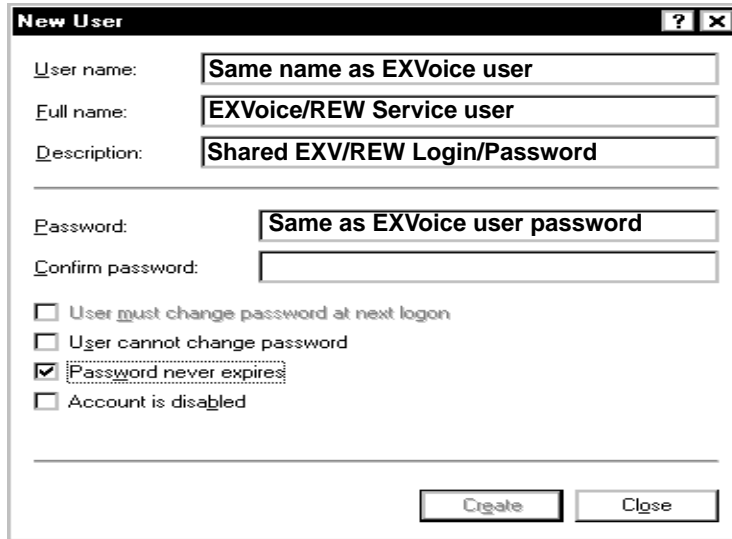 New User
User name: Same name as EXVoice user
Full name: EXVoice/REW Service user
Description: Shared EXV/REW Login/Password
Password: Same as EXVoice user password
Confirm password:
User must change password at next logon
User cannot change password
Password never expires
Account is disabled
Create Close